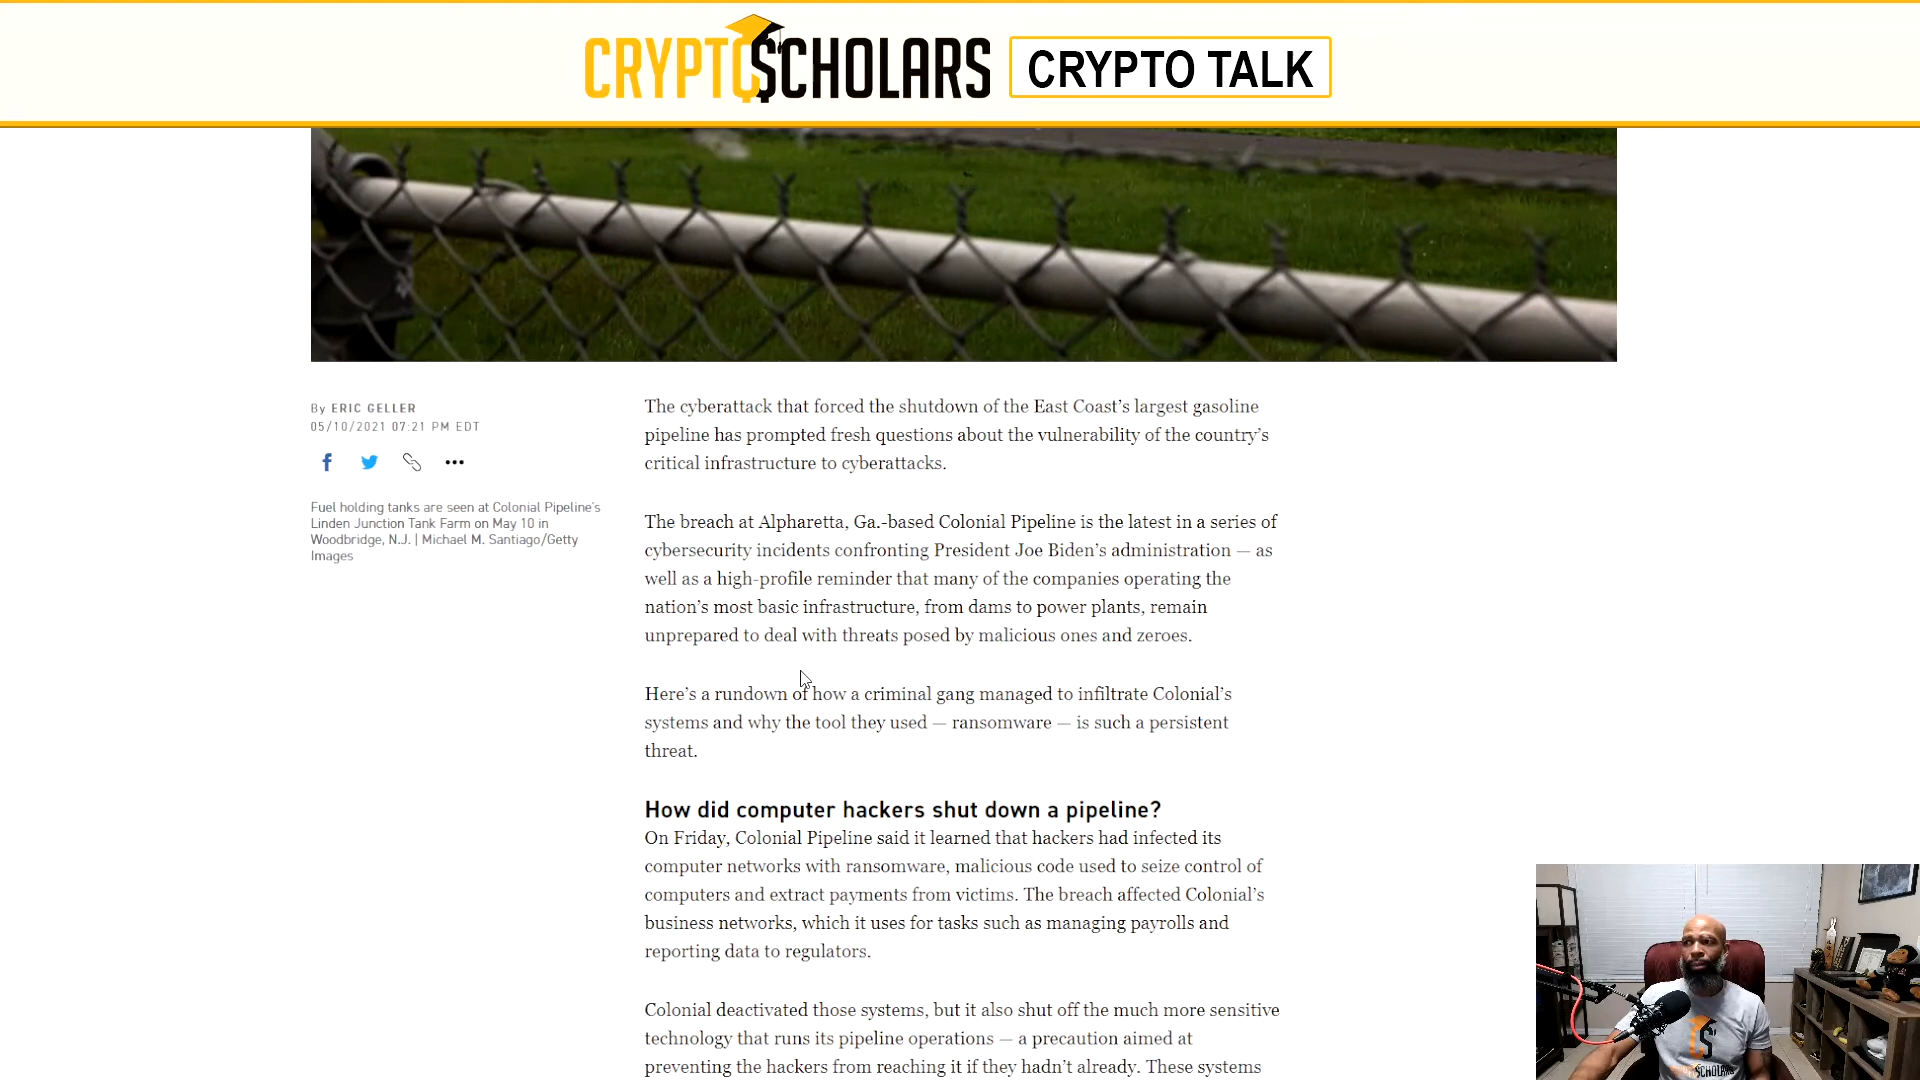 CRYPTO$CHOLARS CRYPTO TALK
By ERIC GELLER
05/10/2021 07:21 PM EDT
Fuel holding tanks are seen at Colonial Pipeline's
Linden Junction Tank Farm on May 10 in
Woodbridge, N.J. | Michael M. Santiago/Getty
Images
The cyberattack that forced the shutdown of the East Coast's largest gasoline
pipeline has prompted fresh questions about the vulnerability of the country's
critical infrastructure to cyberattacks.
The breach at Alpharetta, Ga.-based Colonial Pipeline is the latest in a series of
cybersecurity incidents confronting President Joe Biden's administration — as
well as a high-profile reminder that many of the companies operating the
nation's most basic infrastructure, from dams to power plants, remain
unprepared to deal with threats posed by malicious ones and zeroes.
Here's a rundown of how a criminal gang managed to infiltrate Colonial's
systems and why the tool they used — ransomware — is such a persistent
threat.
How did computer hackers shut down a pipeline?
On Friday, Colonial Pipeline said it learned that hackers had infected its
computer networks with ransomware, malicious code used to seize control of
computers and extract payments from victims. The breach affected Colonial's
business networks, which it uses for tasks such as managing payrolls and
reporting data to regulators.
Colonial deactivated those systems, but it also shut off the much more sensitive
technology that runs its pipeline operations — a precaution aimed at
preventing the hackers from reaching it if they hadn't already. These systems